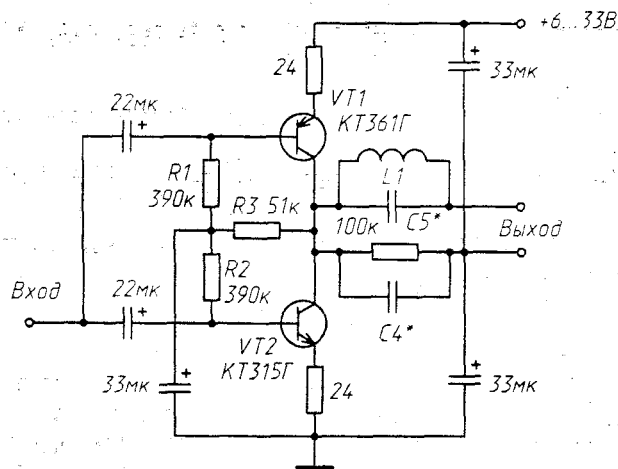 +6...33В
24
33мк
VT1
КТ361Г
22мк
R1
390к
L1
R3 51к
100к
C5*
Выход
R2
390к
Вход
22мк
C4*
VT2
КТ315Г
33мк
24
33мк